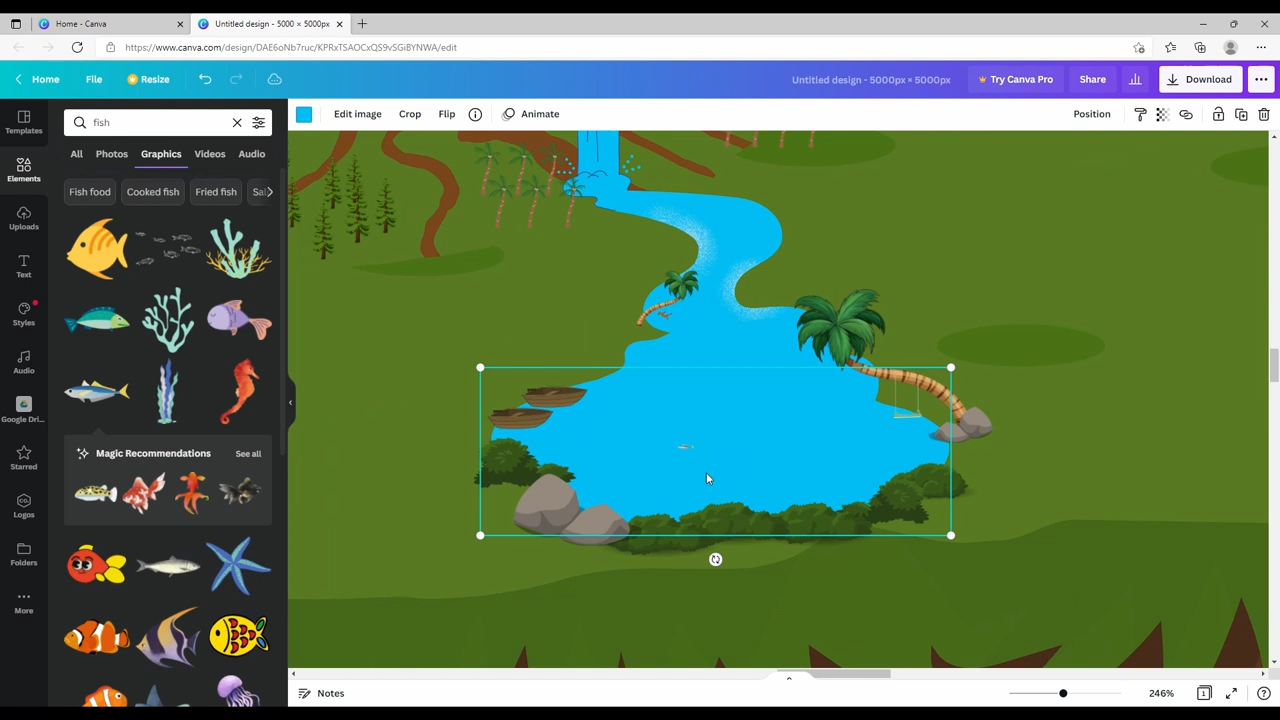 Home - Canva
Untitled design - 5000 × 5000px
https://www.canva.com/design/DAE6oNb7ruc/KPRxTSAOCxQS9vSGiBYNWA/edit
Home
File
Resize
Untitled design - 5000px × 5000px
Try Canva Pro
Share
Download
Templates
fish
Edit image
Crop
Flip
Animate
Position
All
Photos
Graphics
Videos
Audio
Elements
Fish food
Cooked fish
Fried fish
Sal
Uploads
Text
Styles
Audio
Google Dri...
Magic Recommendations
See all
Starred
Logos
Folders
More
Notes
246%
1